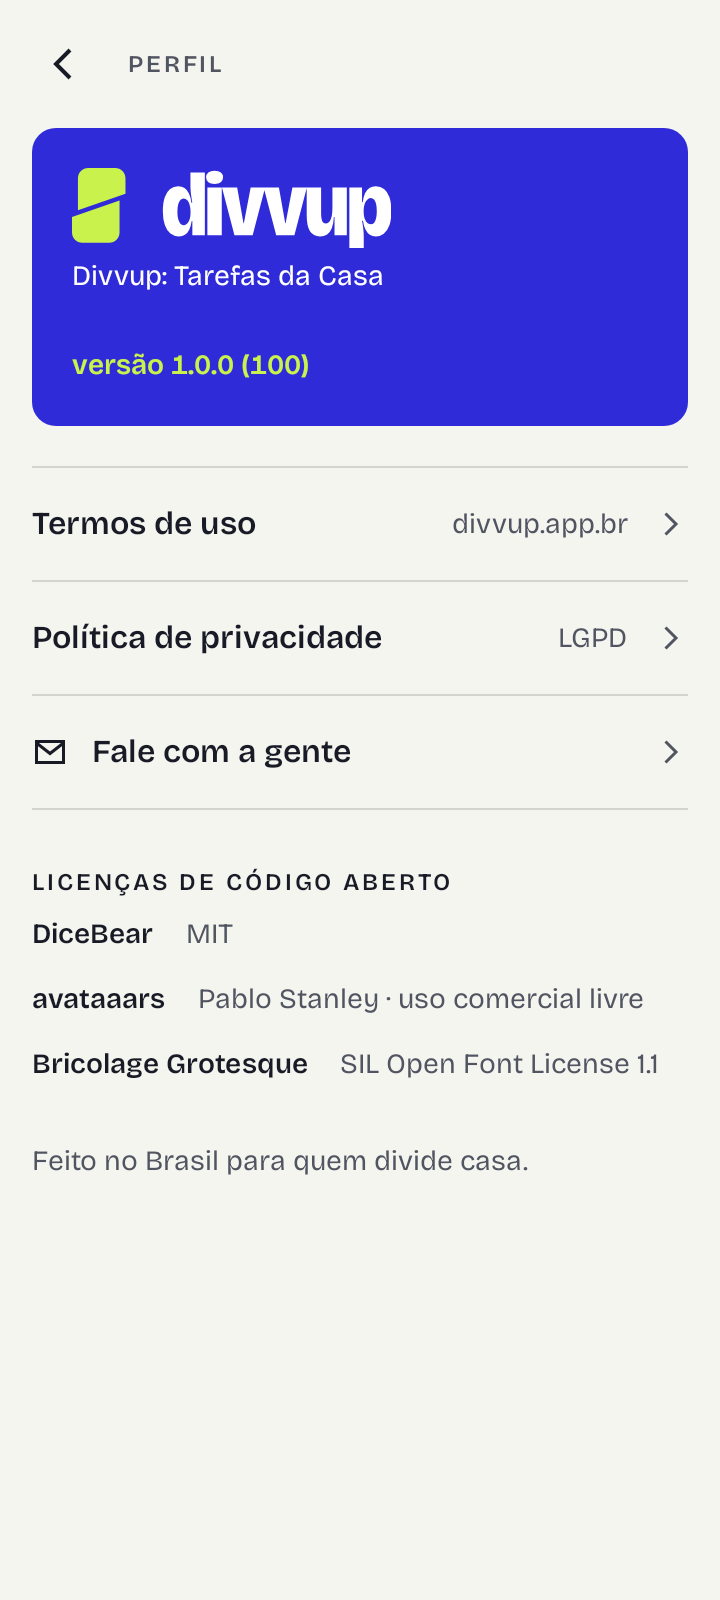 PERFIL
divvup
Divvup: Tarefas da Casa
versão 1.0.0 (100)
Termos de uso divvup.app.br
Política de privacidade LGPD
Fale com a gente
LICENÇAS DE CÓDIGO ABERTO
DiceBear MIT
avataaars Pablo Stanley · uso comercial livre
Bricolage Grotesque SIL Open Font License 1.1
Feito no Brasil para quem divide casa.